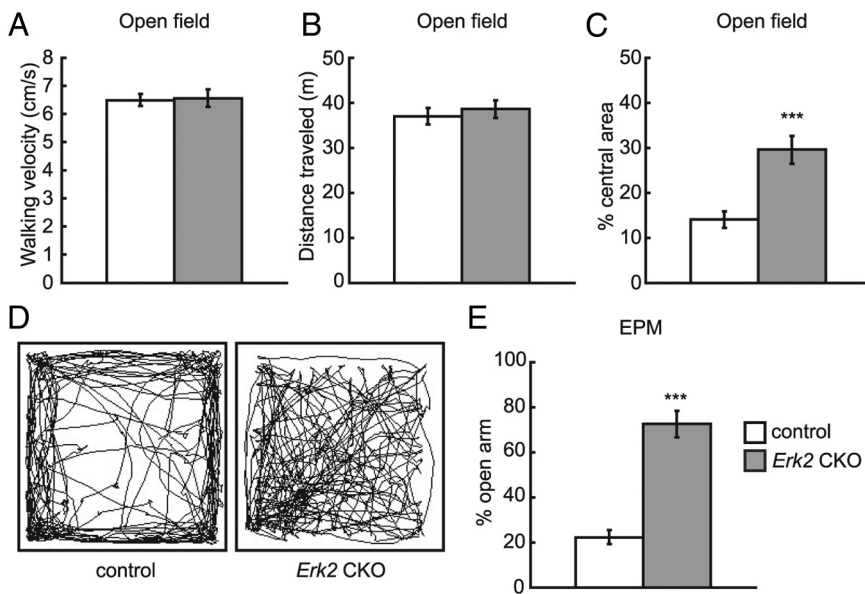 A
Open field
Walking velocity (cm/s)
8
7
6
5
4
3
2
1
0
B
Open field
Distance traveled (m)
50
40
30
20
10
0
C
Open field
% central area
50
40
30
20
10
0
***
D
control
Erk2 CKO
E
EPM
% open arm
100
80
60
40
20
0
***
control
Erk2 CKO